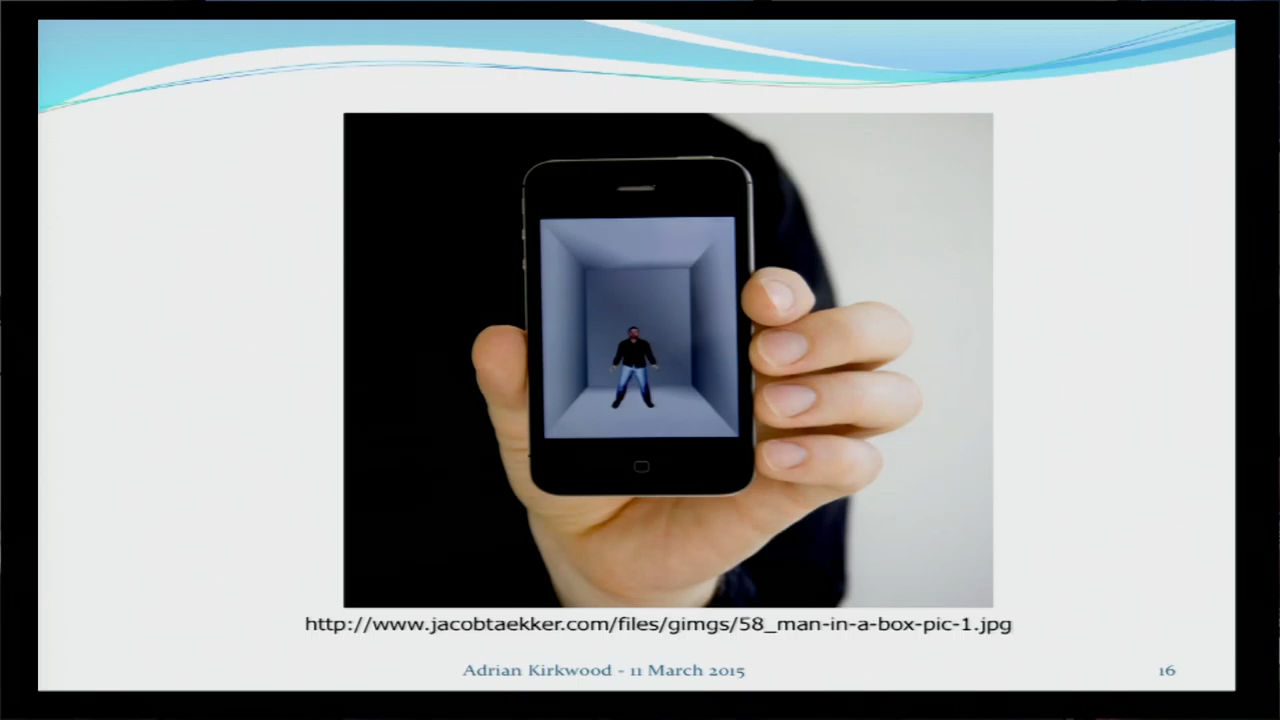 http://www.jacobtaekker.com/files/gimgs/58_man-in-a-box-pic-1.jpg
Adrian Kirkwood - 11 March 2015
16